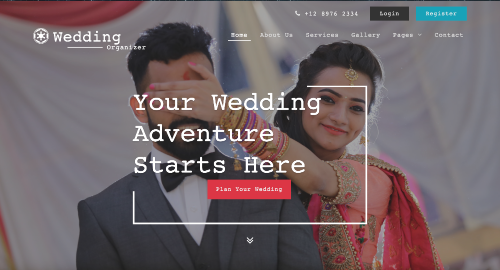 +12 8976 2334
Login
Register
Wedding
Organizer
Home
About Us
Services
Gallery
Pages
Contact
Your Wedding
Adventure
Starts Here
Plan Your Wedding